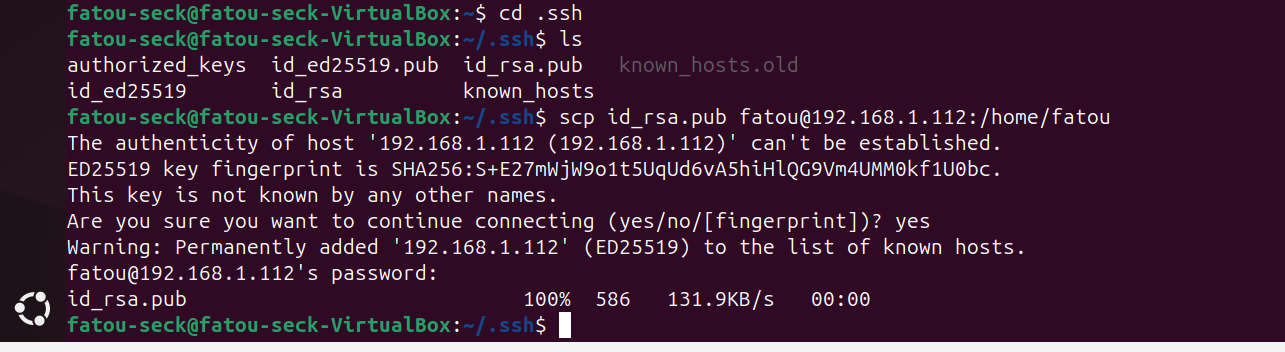 fatou-seck@fatou-seck-VirtualBox:~$ cd .ssh
fatou-seck@fatou-seck-VirtualBox:~/.ssh$ ls
authorized_keys  id_ed25519.pub  id_rsa.pub   known_hosts.old
id_ed25519       id_rsa          known_hosts
fatou-seck@fatou-seck-VirtualBox:~/.ssh$ scp id_rsa.pub fatou@192.168.1.112:/home/fatou
The authenticity of host '192.168.1.112 (192.168.1.112)' can't be established.
ED25519 key fingerprint is SHA256:S+E27mWjW9o1t5UqUd6vA5hiHlQG9Vm4UMM0kf1U0bc.
This key is not known by any other names.
Are you sure you want to continue connecting (yes/no/[fingerprint])? yes
Warning: Permanently added '192.168.1.112' (ED25519) to the list of known hosts.
fatou@192.168.1.112's password:
id_rsa.pub                           100%  586   131.9KB/s   00:00
fatou-seck@fatou-seck-VirtualBox:~/.ssh$